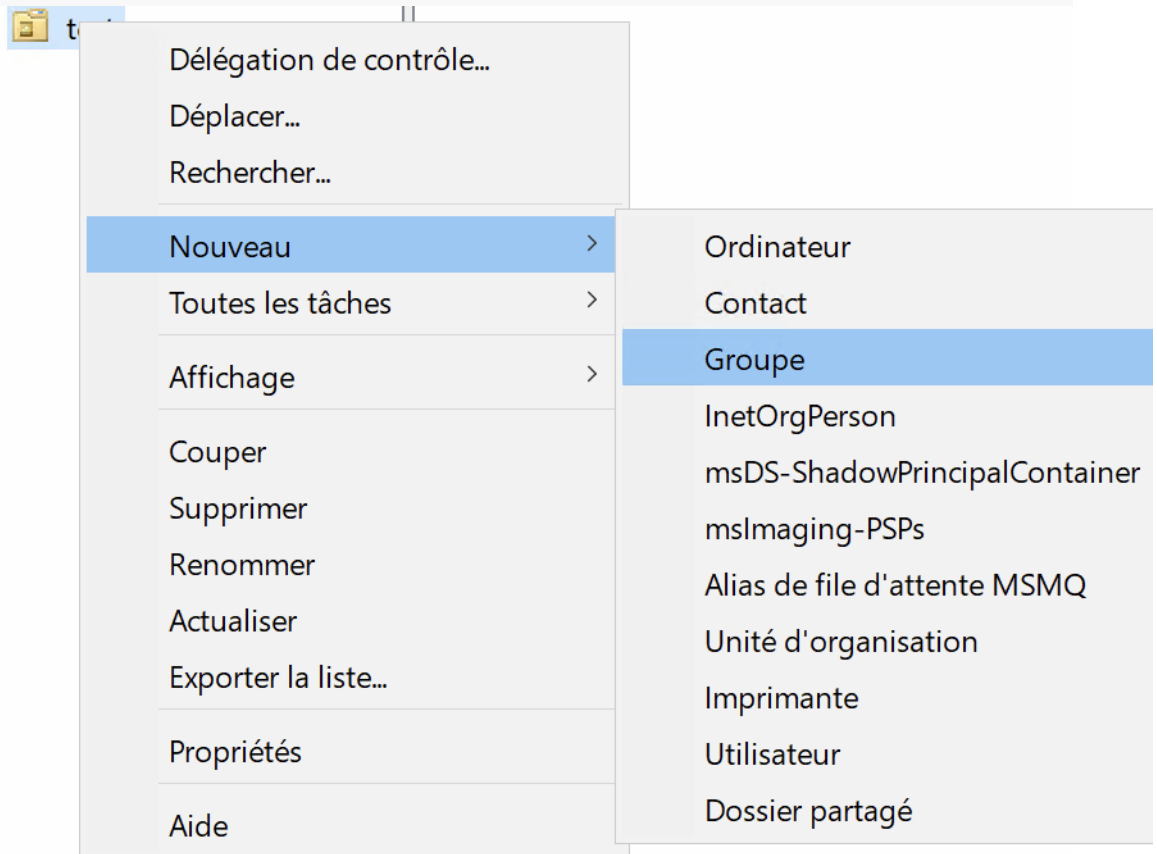 Délégation de contrôle...
Déplacer...
Rechercher...
Nouveau
Toutes les tâches
Affichage
Couper
Supprimer
Renommer
Actualiser
Exporter la liste...
Propriétés
Aide
Ordinateur
Contact
Groupe
InetOrgPerson
msDS-ShadowPrincipalContainer
msImaging-PSPs
Alias de file d'attente MSMQ
Unité d'organisation
Imprimante
Utilisateur
Dossier partagé